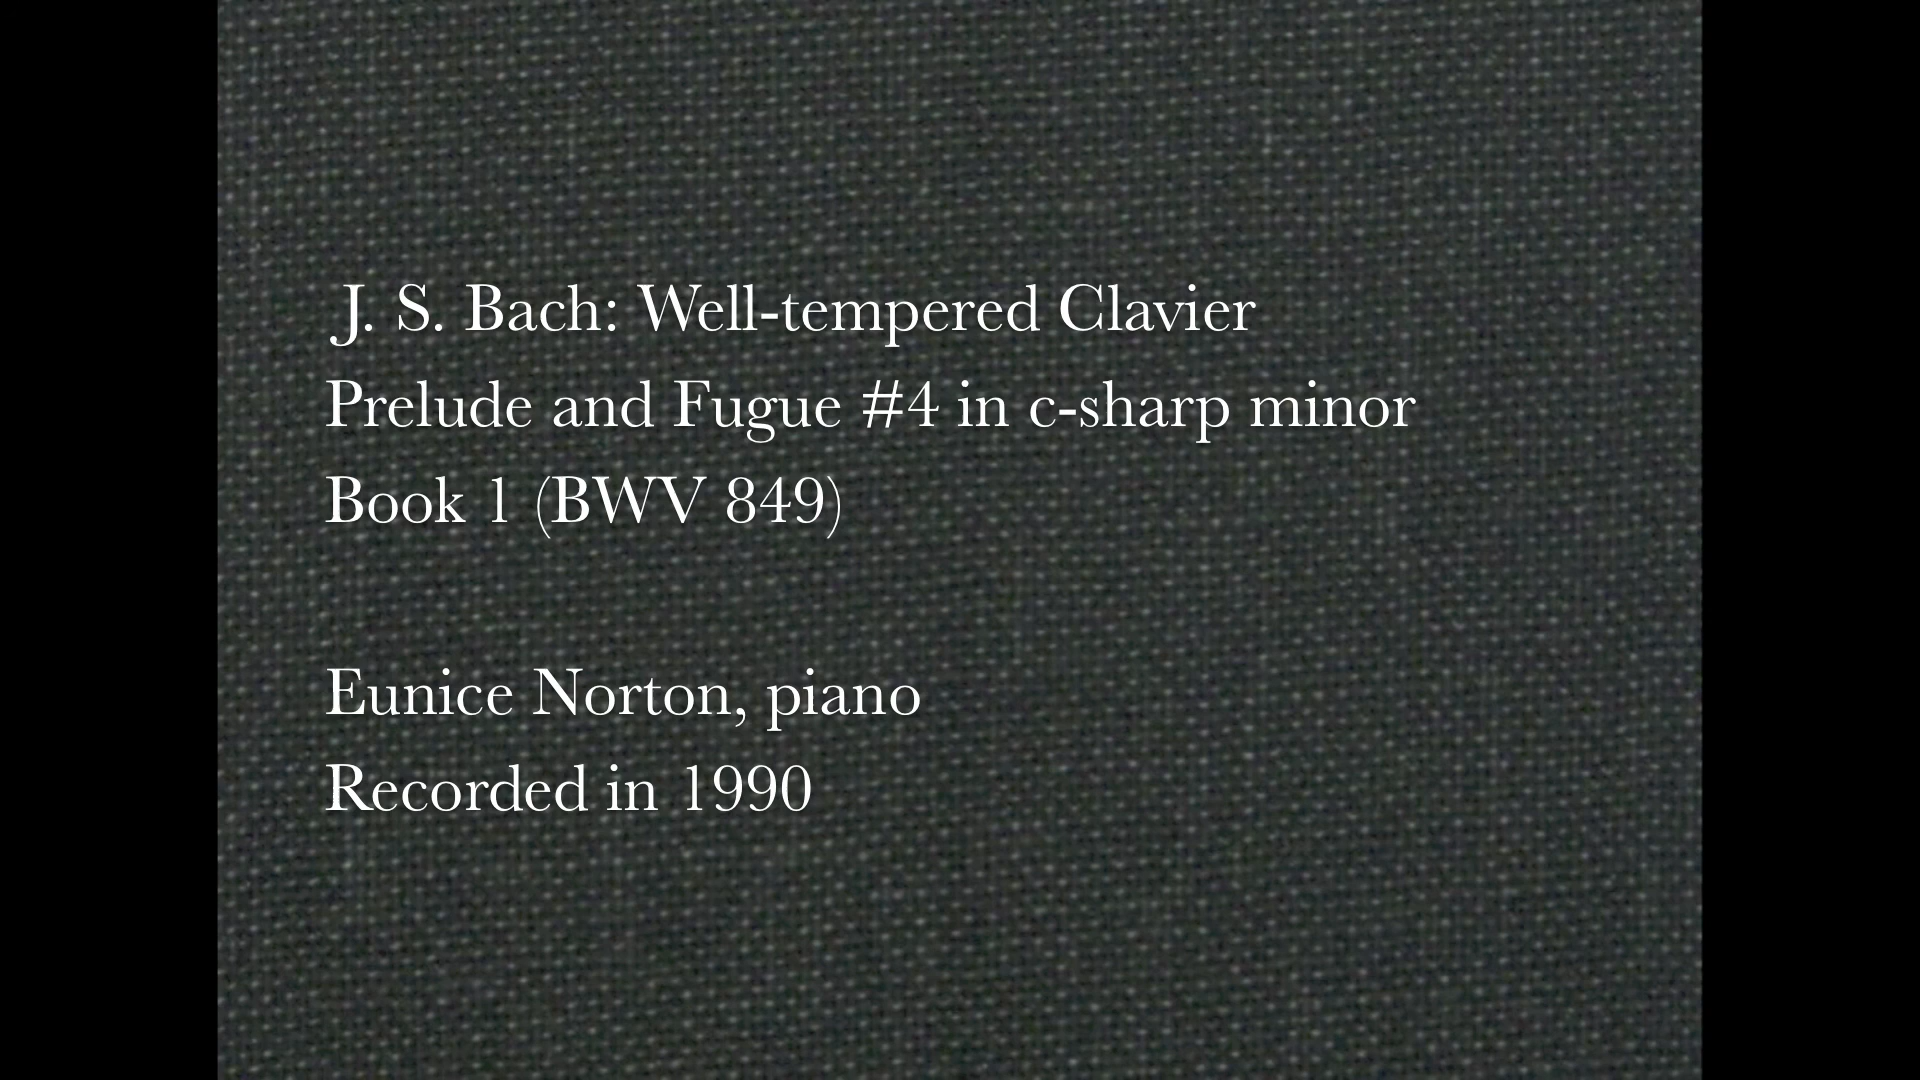 J. S. Bach: Well-tempered Clavier
Prelude and Fugue #4 in c-sharp minor
Book 1 (BWV 849)
Eunice Norton, piano
Recorded in 1990